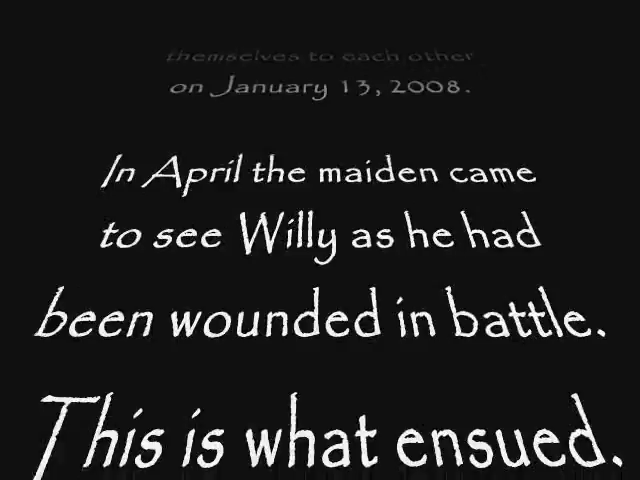 themselves to each other
on January 13, 2008.
In April the maiden came
to see Willy as he had
been wounded in battle.
This is what ensued.